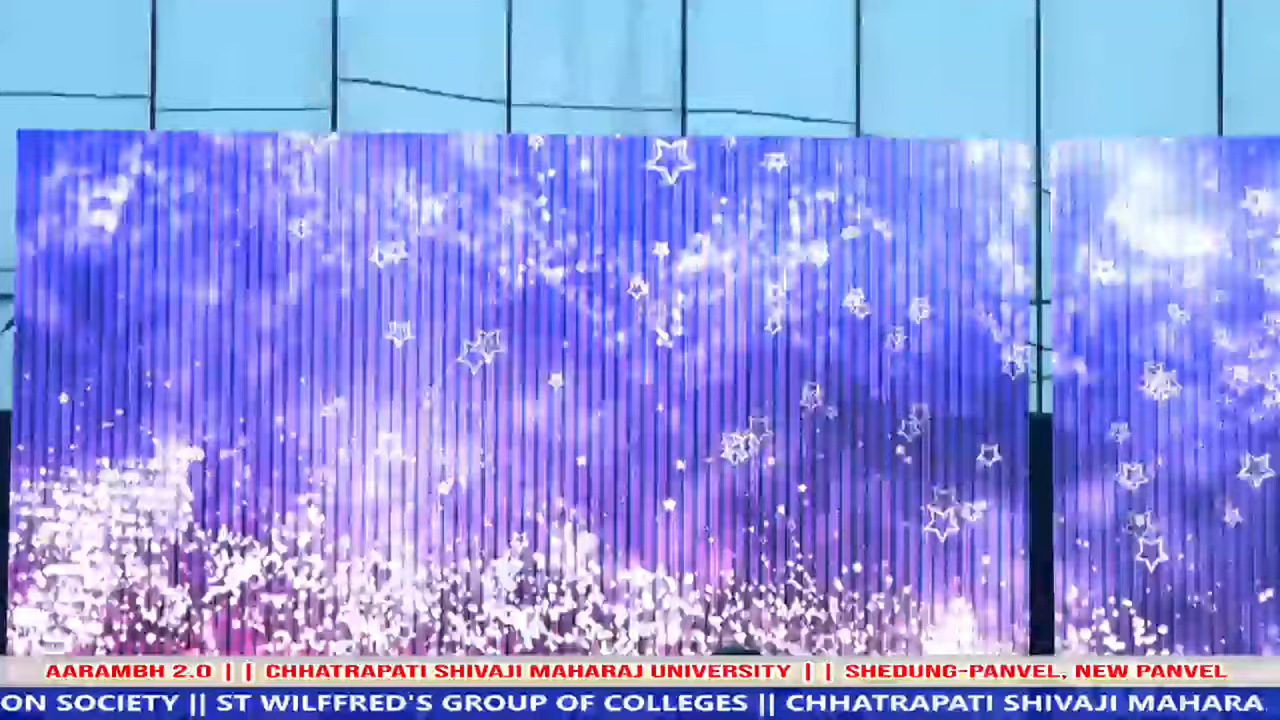 AARAMBH 2.0 || CHHATRAPATI SHIVAJI MAHARAJ UNIVERSITY || SHEDUNG-PANVEL, NEW PANVEL
ON SOCIETY || ST WILFFRED'S GROUP OF COLLEGES || CHHATRAPATI SHIVAJI MAHARA